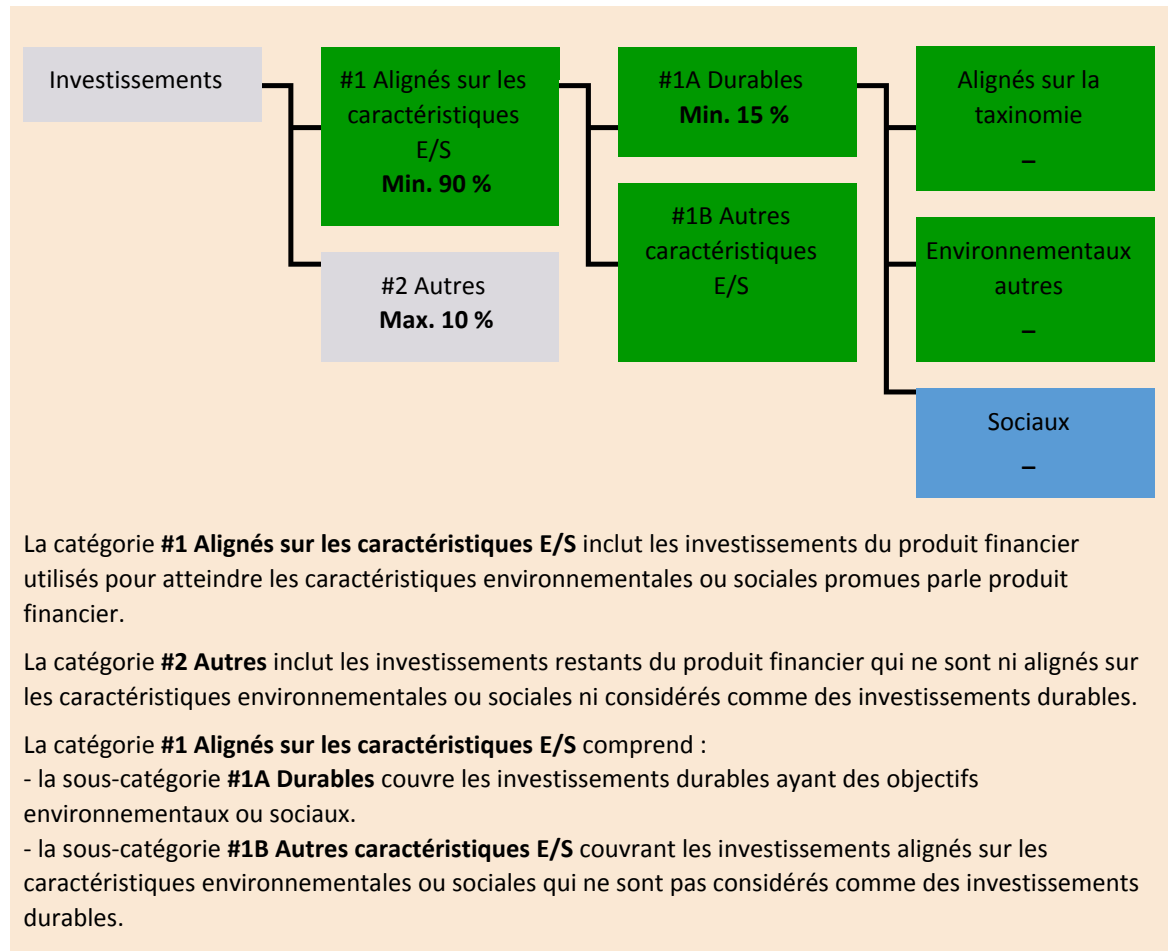 Investissements
#1 Alignés sur les
caractéristiques
E/S
Min. 90 %
#2 Autres
Max. 10 %
#1A Durables
Min. 15 %
#1B Autres
caractéristiques
E/S
Alignés sur la
taxinomie
–
Environnementaux
autres
–
Sociaux
–
La catégorie #1 Alignés sur les caractéristiques E/S inclut les investissements du produit financier
utilisés pour atteindre les caractéristiques environnementales ou sociales promues parle produit
financier.
La catégorie #2 Autres inclut les investissements restants du produit financier qui ne sont ni alignés sur
les caractéristiques environnementales ou sociales ni considérés comme des investissements durables.
La catégorie #1 Alignés sur les caractéristiques E/S comprend :
- la sous-catégorie #1A Durables couvre les investissements durables ayant des objectifs
environnementaux ou sociaux.
- la sous-catégorie #1B Autres caractéristiques E/S couvrant les investissements alignés sur les
caractéristiques environnementales ou sociales qui ne sont pas considérés comme des investissements
durables.